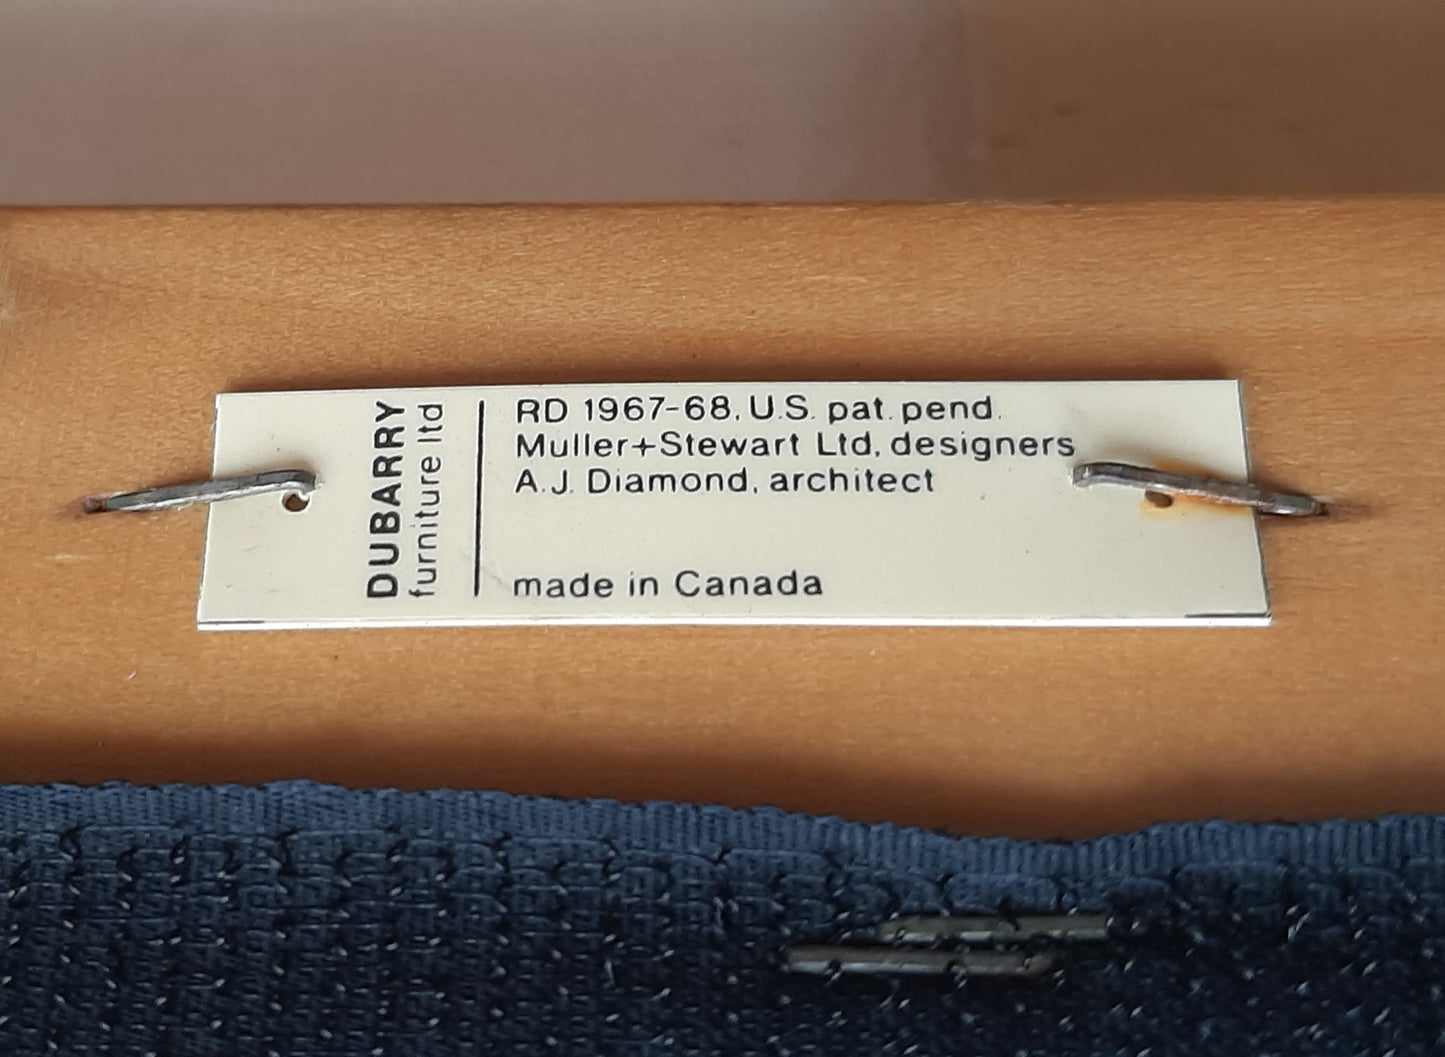 DUBARRY
furniture ltd
RD 1967-68, U.S. pat. pend.
Muller+Stewart Ltd, designers
A.J. Diamond, architect
made in Canada